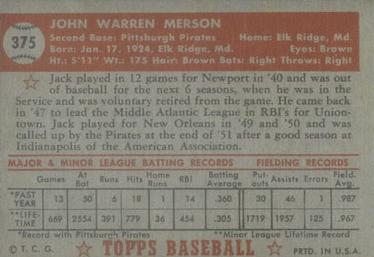 375
JOHN WARREN MERSON
Second Base: Pittsburgh Pirates Home: Elk Ridge, Md.
Born: Jan. 17, 1924, Elk Ridge, Md. Eyes: Brown
Ht.: 5'11" Wt.: 175 Hair: Brown Bats: Right Throws: Right
Jack played in 12 games for Newport in '40 and was out
of baseball for the next 6 seasons, when he was in the
Service and was voluntary retired from the game. He came back
in '47 to lead the Middle Atlantic League in RBI's for Union-
town. Jack played for New Orleans in '49 and '50 and was
called up by the Pirates at the end of '51 after a good season at
Indianapolis of the American Association.
MAJOR & MINOR LEAGUE BATTING RECORDS FIELDING RECORDS
Games At Bat Runs Hits Home Runs RBI Batting Average Put-outs Assists Errors Field. Avg.
*PAST YEAR 13 50 6 18 1 14 .360 30 46 1 .987
**LIFE-TIME 669 2554 391 779 36 454 .305 1719 1957 125 .967
*Record with Pittsburgh Pirates **Minor League Lifetime Record
© T. C. G. TOPPS BASEBALL PRTD. IN U.S.A.